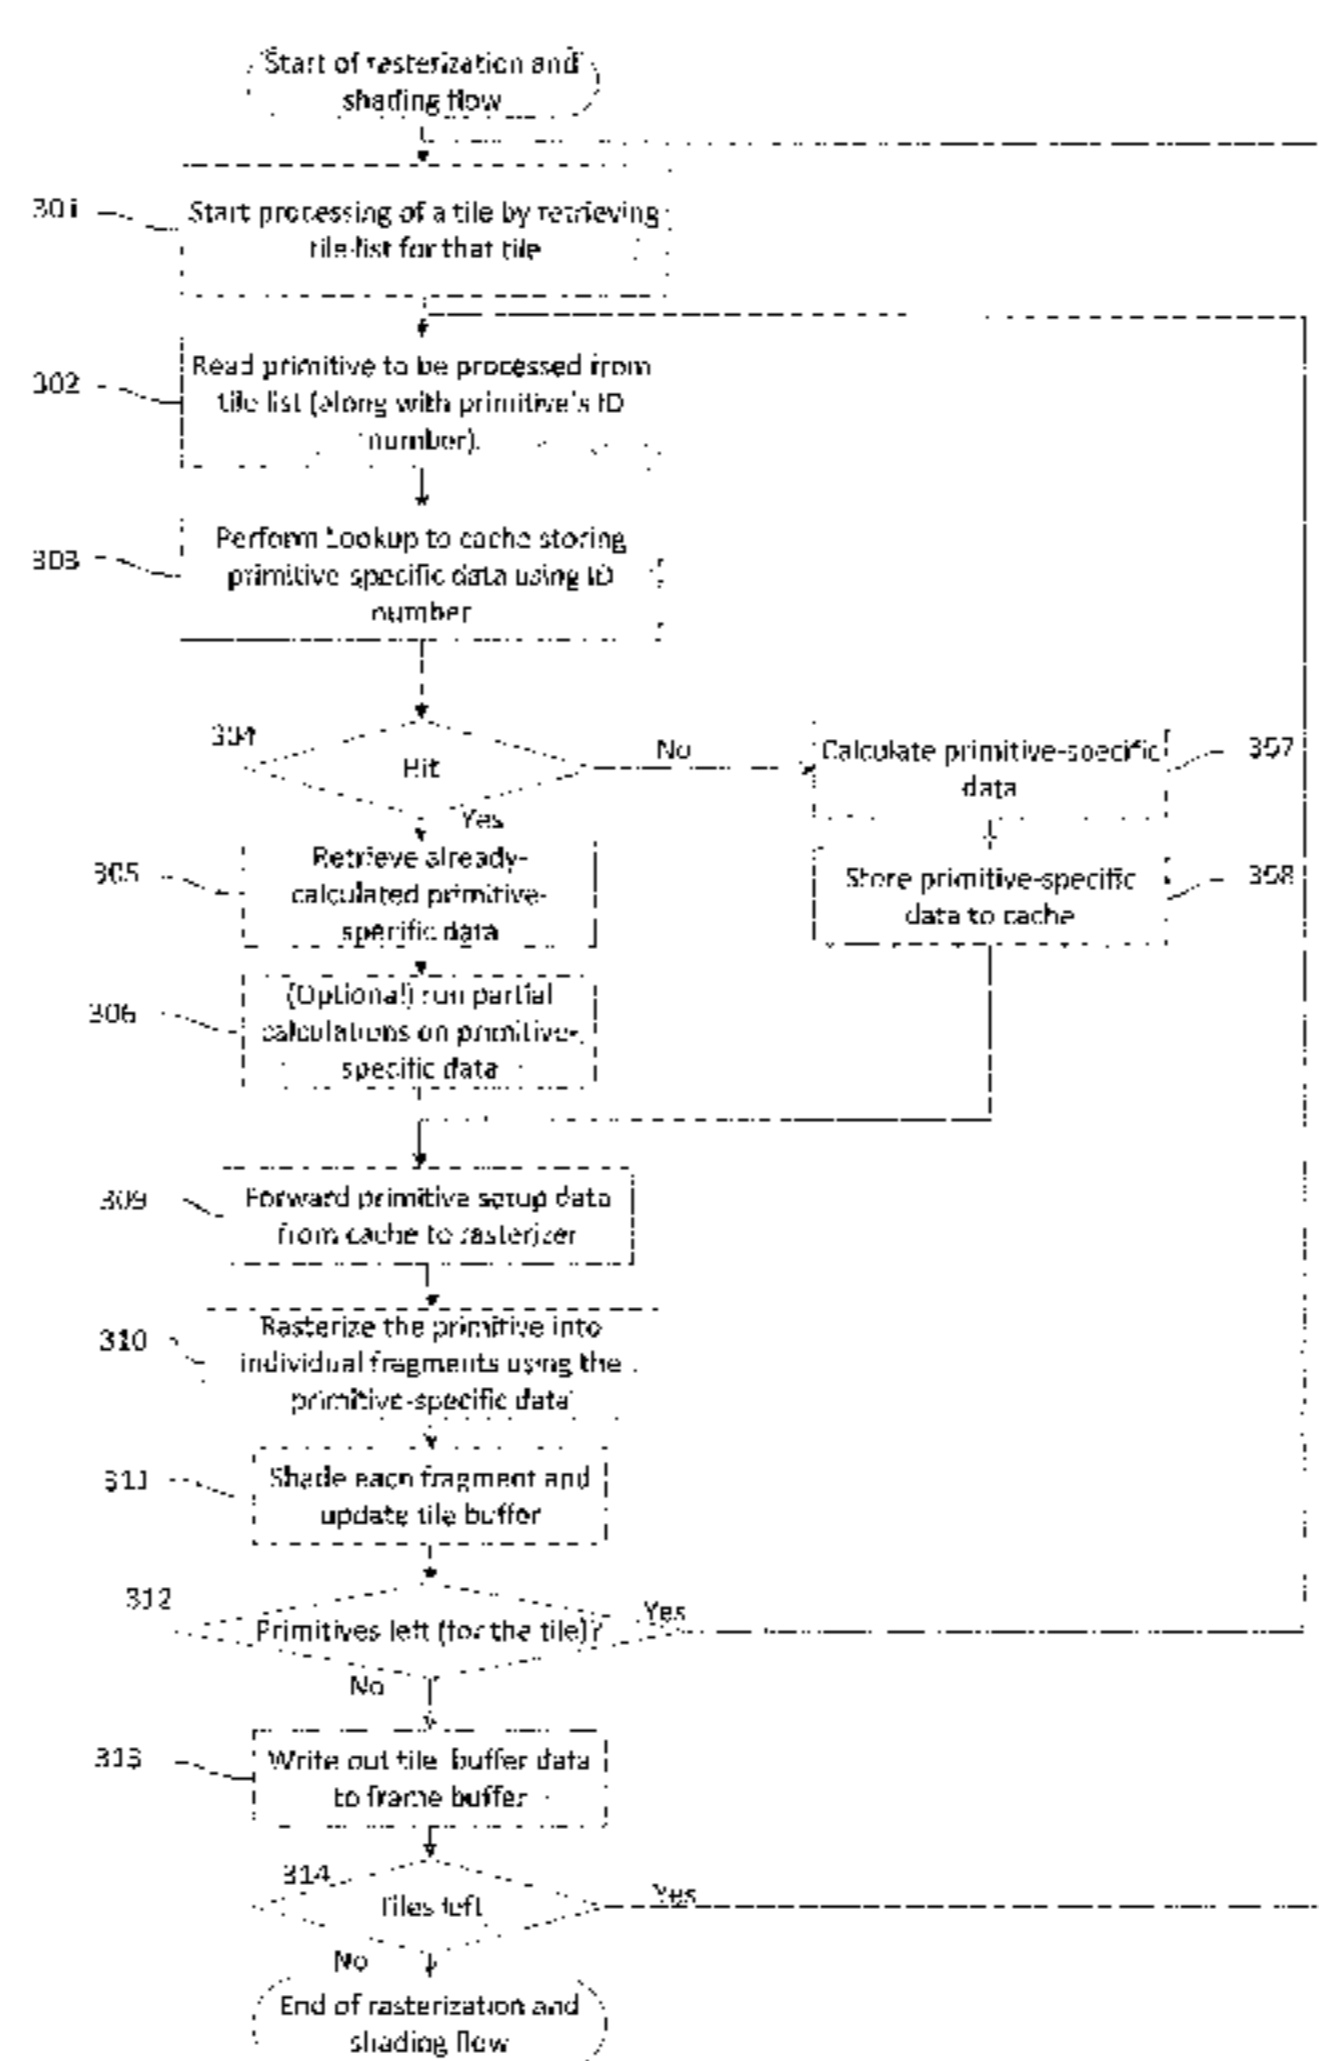 Start of rasterization and
shading flow
301
Start processing of a tile by retrieving
tile-list for that tile
302
Read primitive to be processed from
tile list (along with primitive's ID
number).
303
Perform Lookup to cache storing
primitive-specific data using ID
number
304
Hit
No
Calculate primitive-specific
data
307
Yes
305
Retrieve already-
calculated primitive-
specific data
Store primitive-specific
data to cache
308
306
(Optional) run partial
calculations on primitive-
specific data
309
Forward primitive setup data
from cache to rasterizer
310
Rasterize the primitive into
individual fragments using the
primitive-specific data
311
Shade each fragment and
update tile buffer
312
Primitives left (for the tile)?
Yes
No
313
Write out tile buffer data
to frame buffer
314
Tiles left
Yes
No
End of rasterization and
shading flow